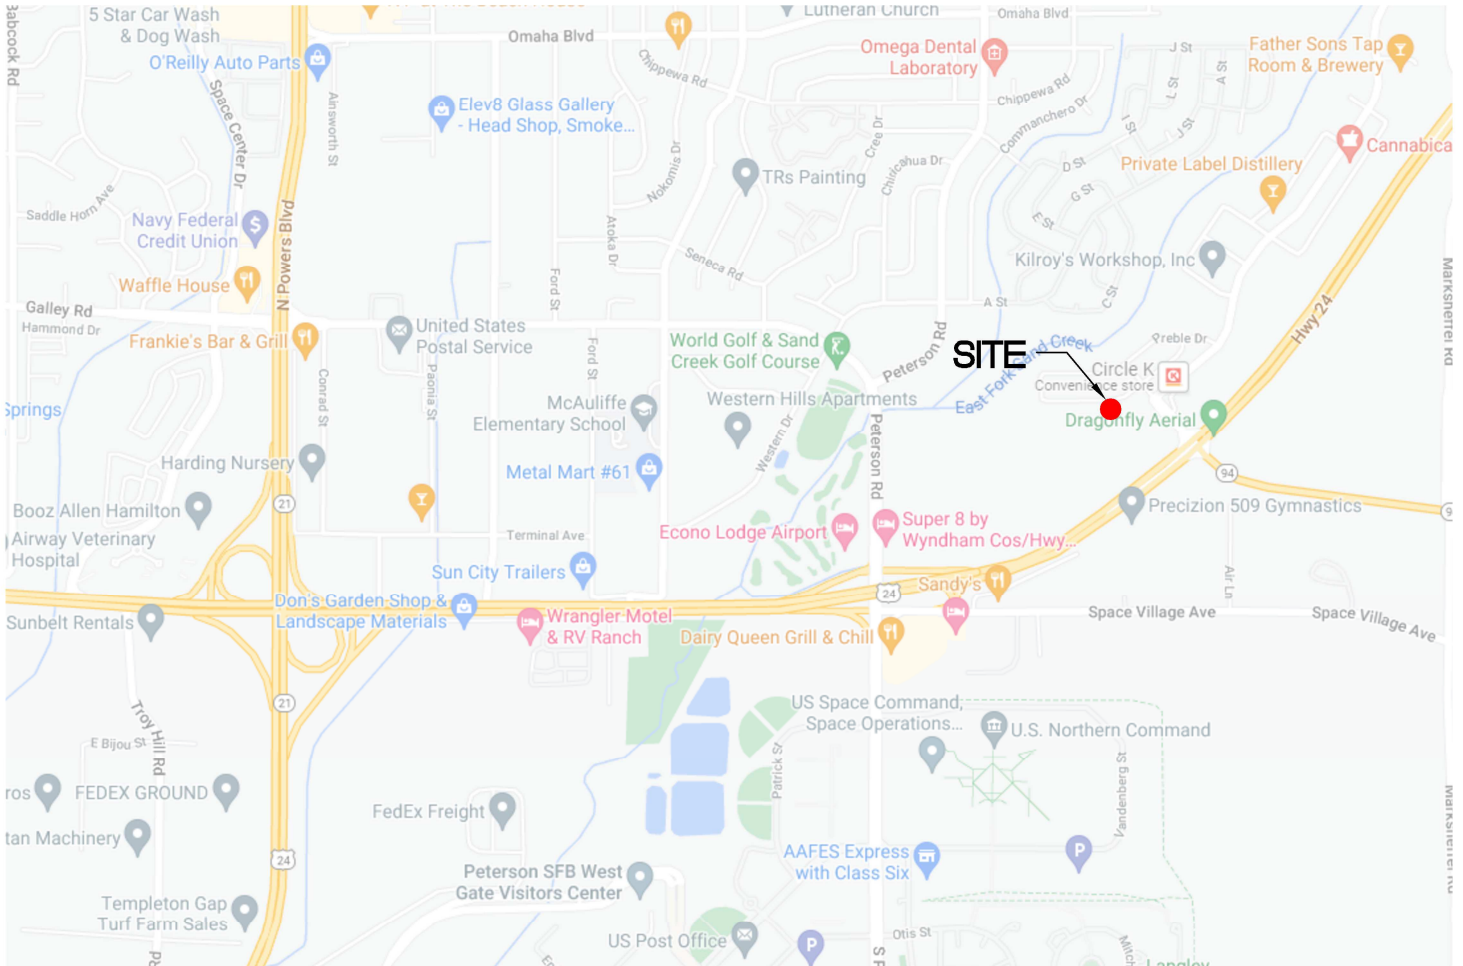 Babcock Rd
5 Star Car Wash
& Dog Wash
O'Reilly Auto Parts
Omaha Blvd
Lutheran Church
Omaha Blvd
Omega Dental
Laboratory
J St
Father Sons Tap
Room & Brewery
Chippewa Rd
Elev8 Glass Gallery
- Head Shop, Smoke...
Space Center Dr
Ainsworth St
Chippewa Rd
Commanchero Dr
L St
A St
I St
J St
Cree Dr
Cannabica
Nokomis Dr
TRs Painting
Chiricahua Dr
D St
Private Label Distillery
G St
Saddle Horn Ave
Navy Federal
Credit Union
N Powers Blvd
Atoka Dr
E St
Seneca Rd
Kilroy's Workshop, Inc
Marksheffel Rd
Waffle House
Ford St
C St
A St
Galley Rd
Hammond Dr
Frankie's Bar & Grill
United States
Postal Service
Ford St
World Golf & Sand
Creek Golf Course
Peterson Rd
SITE
East Fork Sand Creek
Preble Dr
Hwy 24
Circle K
Convenience store
Springs
Conrad St
Paonia St
McAuliffe
Elementary School
Western Hills Apartments
Western Dr
Peterson Rd
Dragonfly Aerial
Harding Nursery
Metal Mart #61
94
21
Booz Allen Hamilton
Precizion 509 Gymnastics
9
Airway Veterinary
Hospital
Terminal Ave
Econo Lodge Airport
Super 8 by
Wyndham Cos/Hwy...
Sun City Trailers
Air Ln
24
Sandy's
Don's Garden Shop &
Landscape Materials
Sunbelt Rentals
Wrangler Motel
& RV Ranch
Dairy Queen Grill & Chill
Space Village Ave
Space Village Ave
21
Troy Hill Rd
E Bijou St
US Space Command,
Space Operations...
U.S. Northern Command
Patrick St
Vandenberg St
ros
FEDEX GROUND
FedEx Freight
tan Machinery
24
AAFES Express
with Class Six
P
Peterson SFB West
Gate Visitors Center
Templeton Gap
Turf Farm Sales
US Post Office
P
Otis St
S P
Mitch
Langley